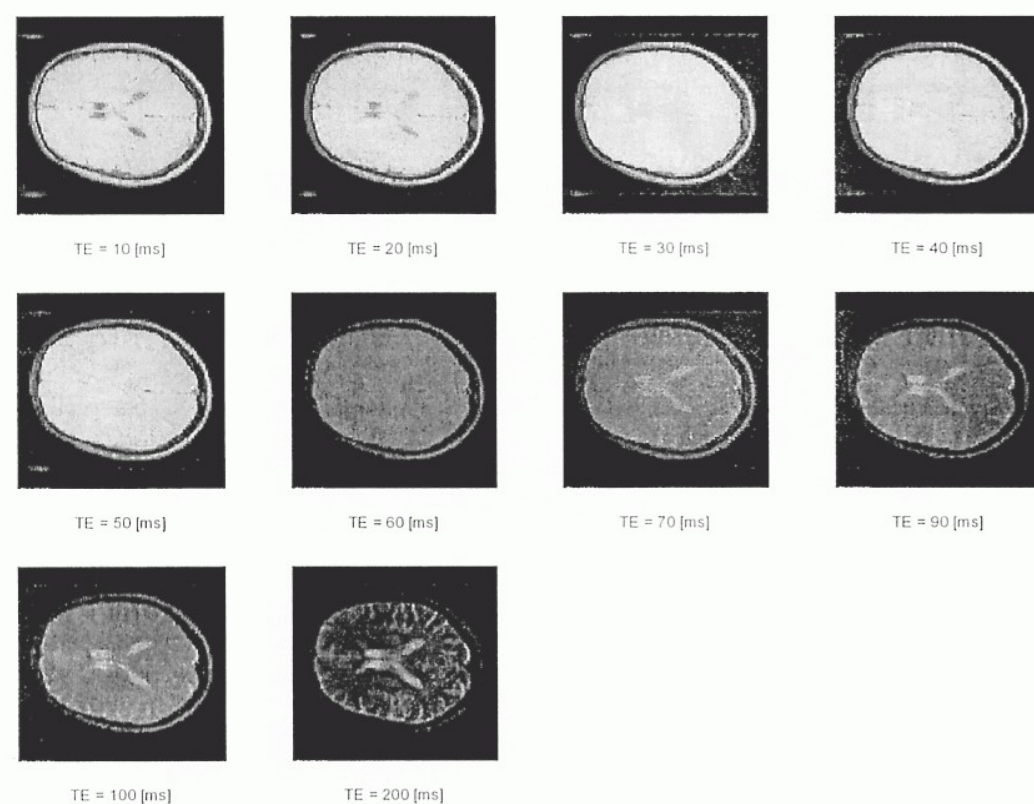 TE = 10 [ms]
TE = 20 [ms]
TE = 30 [ms]
TE = 40 [ms]
TE = 50 [ms]
TE = 60 [ms]
TE = 70 [ms]
TE = 90 [ms]
TE = 100 [ms]
TE = 200 [ms]